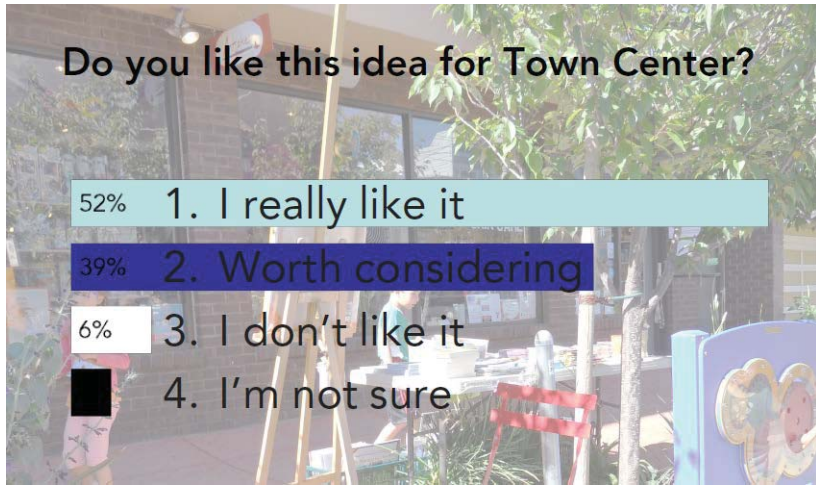 Do you like this idea for Town Center?
52% 1. I really like it
39% 2. Worth considering
6% 3. I don't like it
4. I'm not sure